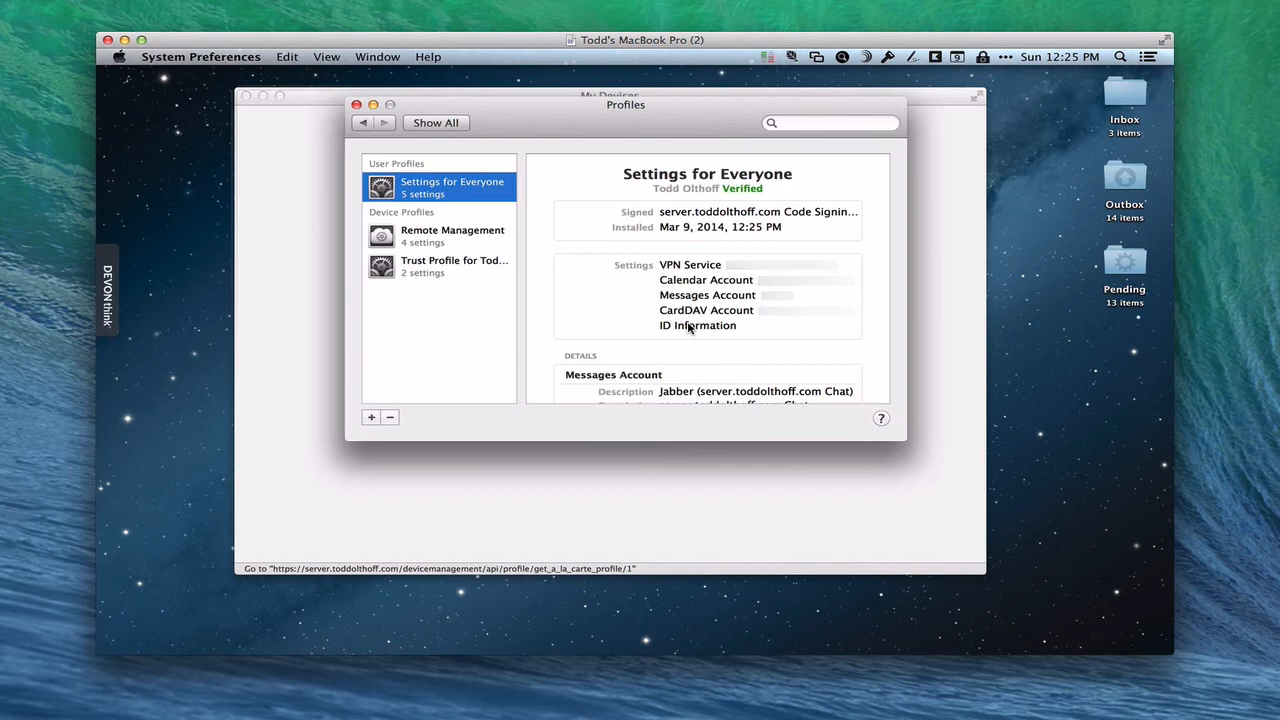 Todd's MacBook Pro (2)
System Preferences Edit View Window Help
9
Sun 12:25 PM
My Devices
Profiles
Show All
User Profiles
Settings for Everyone
5 settings
Device Profiles
Remote Management
4 settings
Trust Profile for Tod...
2 settings
Settings for Everyone
Todd Olthoff Verified
Signed server.toddolthoff.com Code Signin...
Installed Mar 9, 2014, 12:25 PM
Settings VPN Service
Calendar Account
Messages Account
CardDAV Account
ID Information
DETAILS
Messages Account
Description Jabber (server.toddolthoff.com Chat)
+ −
?
Go to "https://server.toddolthoff.com/devicemanagement/api/profile/get_a_la_carte_profile/1"
Inbox
3 items
Outbox
14 items
Pending
13 items
DEVONthink